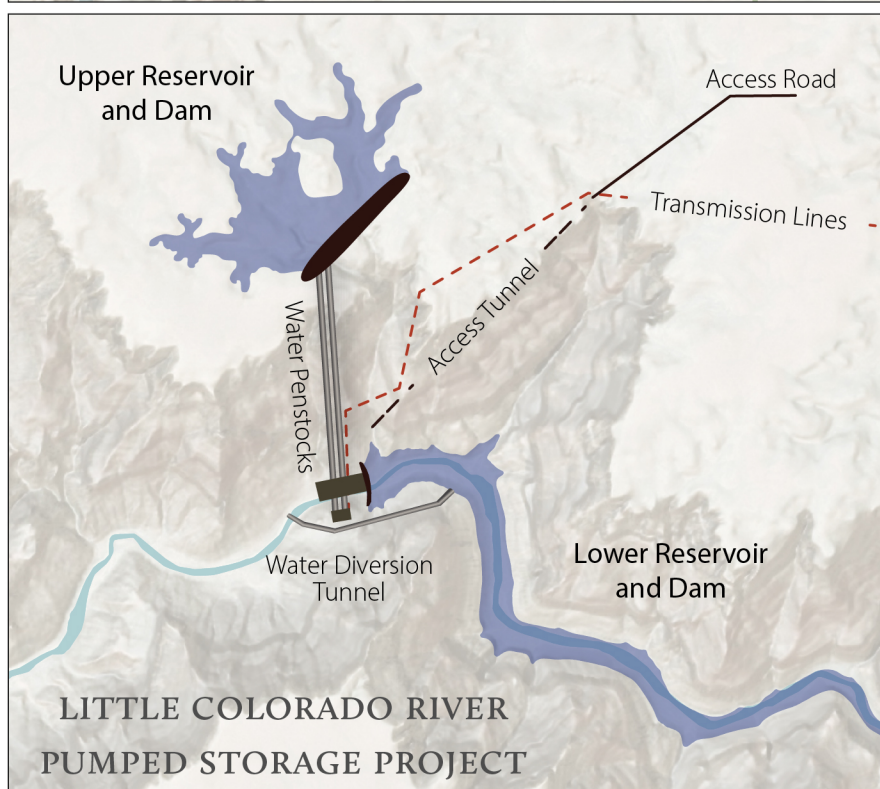 Upper Reservoir
and Dam
Access Road
Transmission Lines
Access Tunnel
Water Penstocks
Water Diversion
Tunnel
Lower Reservoir
and Dam
LITTLE COLORADO RIVER
PUMPED STORAGE PROJECT